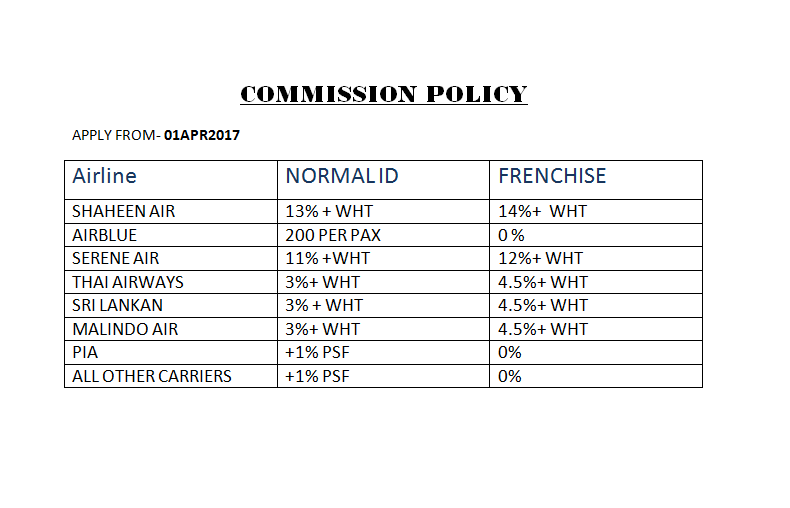 COMMISSION POLICY
APPLY FROM- 01APR2017
Airline NORMAL ID FRENCHISE
SHAHEEN AIR 13% + WHT 14%+ WHT
AIRBLUE 200 PER PAX 0 %
SERENE AIR 11% +WHT 12%+ WHT
THAI AIRWAYS 3%+ WHT 4.5%+ WHT
SRI LANKAN 3% + WHT 4.5%+ WHT
MALINDO AIR 3%+ WHT 4.5%+ WHT
PIA +1% PSF 0%
ALL OTHER CARRIERS +1% PSF 0%